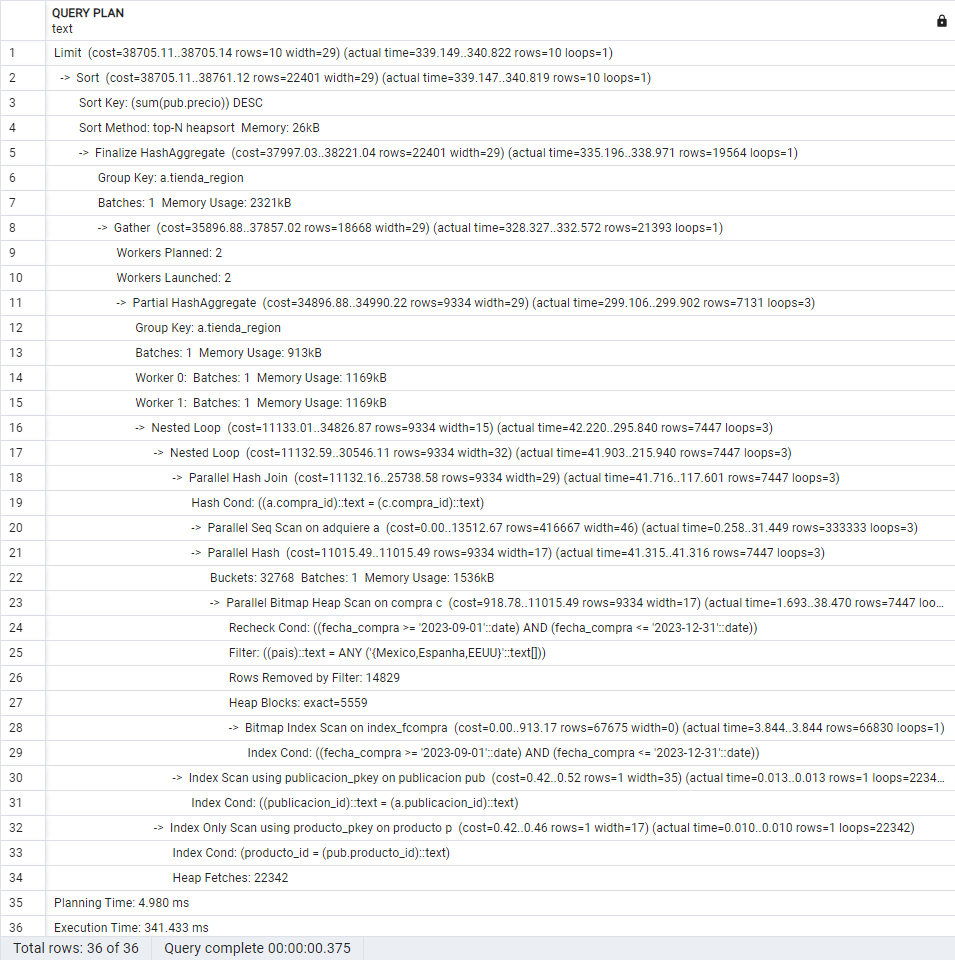 QUERY PLAN
text
1 Limit (cost=38705.11..38705.14 rows=10 width=29) (actual time=339.149..340.822 rows=10 loops=1)
2 -> Sort (cost=38705.11..38761.12 rows=22401 width=29) (actual time=339.147..340.819 rows=10 loops=1)
3 Sort Key: (sum(pub.precio)) DESC
4 Sort Method: top-N heapsort Memory: 26kB
5 -> Finalize HashAggregate (cost=37997.03..38221.04 rows=22401 width=29) (actual time=335.196..338.971 rows=19564 loops=1)
6 Group Key: a.tienda_region
7 Batches: 1 Memory Usage: 2321kB
8 -> Gather (cost=35896.88..37857.02 rows=18668 width=29) (actual time=328.327..332.572 rows=21393 loops=1)
9 Workers Planned: 2
10 Workers Launched: 2
11 -> Partial HashAggregate (cost=34896.88..34990.22 rows=9334 width=29) (actual time=299.106..299.902 rows=7131 loops=3)
12 Group Key: a.tienda_region
13 Batches: 1 Memory Usage: 913kB
14 Worker 0: Batches: 1 Memory Usage: 1169kB
15 Worker 1: Batches: 1 Memory Usage: 1169kB
16 -> Nested Loop (cost=11133.01..34826.87 rows=9334 width=15) (actual time=42.220..295.840 rows=7447 loops=3)
17 -> Nested Loop (cost=11132.59..30546.11 rows=9334 width=32) (actual time=41.903..215.940 rows=7447 loops=3)
18 -> Parallel Hash Join (cost=11132.16..25738.58 rows=9334 width=29) (actual time=41.716..117.601 rows=7447 loops=3)
19 Hash Cond: ((a.compra_id)::text = (c.compra_id)::text)
20 -> Parallel Seq Scan on adquiere a (cost=0.00..13512.67 rows=416667 width=46) (actual time=0.258..31.449 rows=333333 loops=3)
21 -> Parallel Hash (cost=11015.49..11015.49 rows=9334 width=17) (actual time=41.315..41.316 rows=7447 loops=3)
22 Buckets: 32768 Batches: 1 Memory Usage: 1536kB
23 -> Parallel Bitmap Heap Scan on compra c (cost=918.78..11015.49 rows=9334 width=17) (actual time=1.693..38.470 rows=7447 loo...
24 Recheck Cond: ((fecha_compra >= '2023-09-01'::date) AND (fecha_compra <= '2023-12-31'::date))
25 Filter: ((pais)::text = ANY ('{Mexico,Espanha,EEUU}'::text[]))
26 Rows Removed by Filter: 14829
27 Heap Blocks: exact=5559
28 -> Bitmap Index Scan on index_fcompra (cost=0.00..913.17 rows=67675 width=0) (actual time=3.844..3.844 rows=66830 loops=1)
29 Index Cond: ((fecha_compra >= '2023-09-01'::date) AND (fecha_compra <= '2023-12-31'::date))
30 -> Index Scan using publicacion_pkey on publicacion pub (cost=0.42..0.52 rows=1 width=35) (actual time=0.013..0.013 rows=1 loops=2234...
31 Index Cond: ((publicacion_id)::text = (a.publicacion_id)::text)
32 -> Index Only Scan using producto_pkey on producto p (cost=0.42..0.46 rows=1 width=17) (actual time=0.010..0.010 rows=1 loops=22342)
33 Index Cond: (producto_id = (pub.producto_id)::text)
34 Heap Fetches: 22342
35 Planning Time: 4.980 ms
36 Execution Time: 341.433 ms
Total rows: 36 of 36 Query complete 00:00:00.375